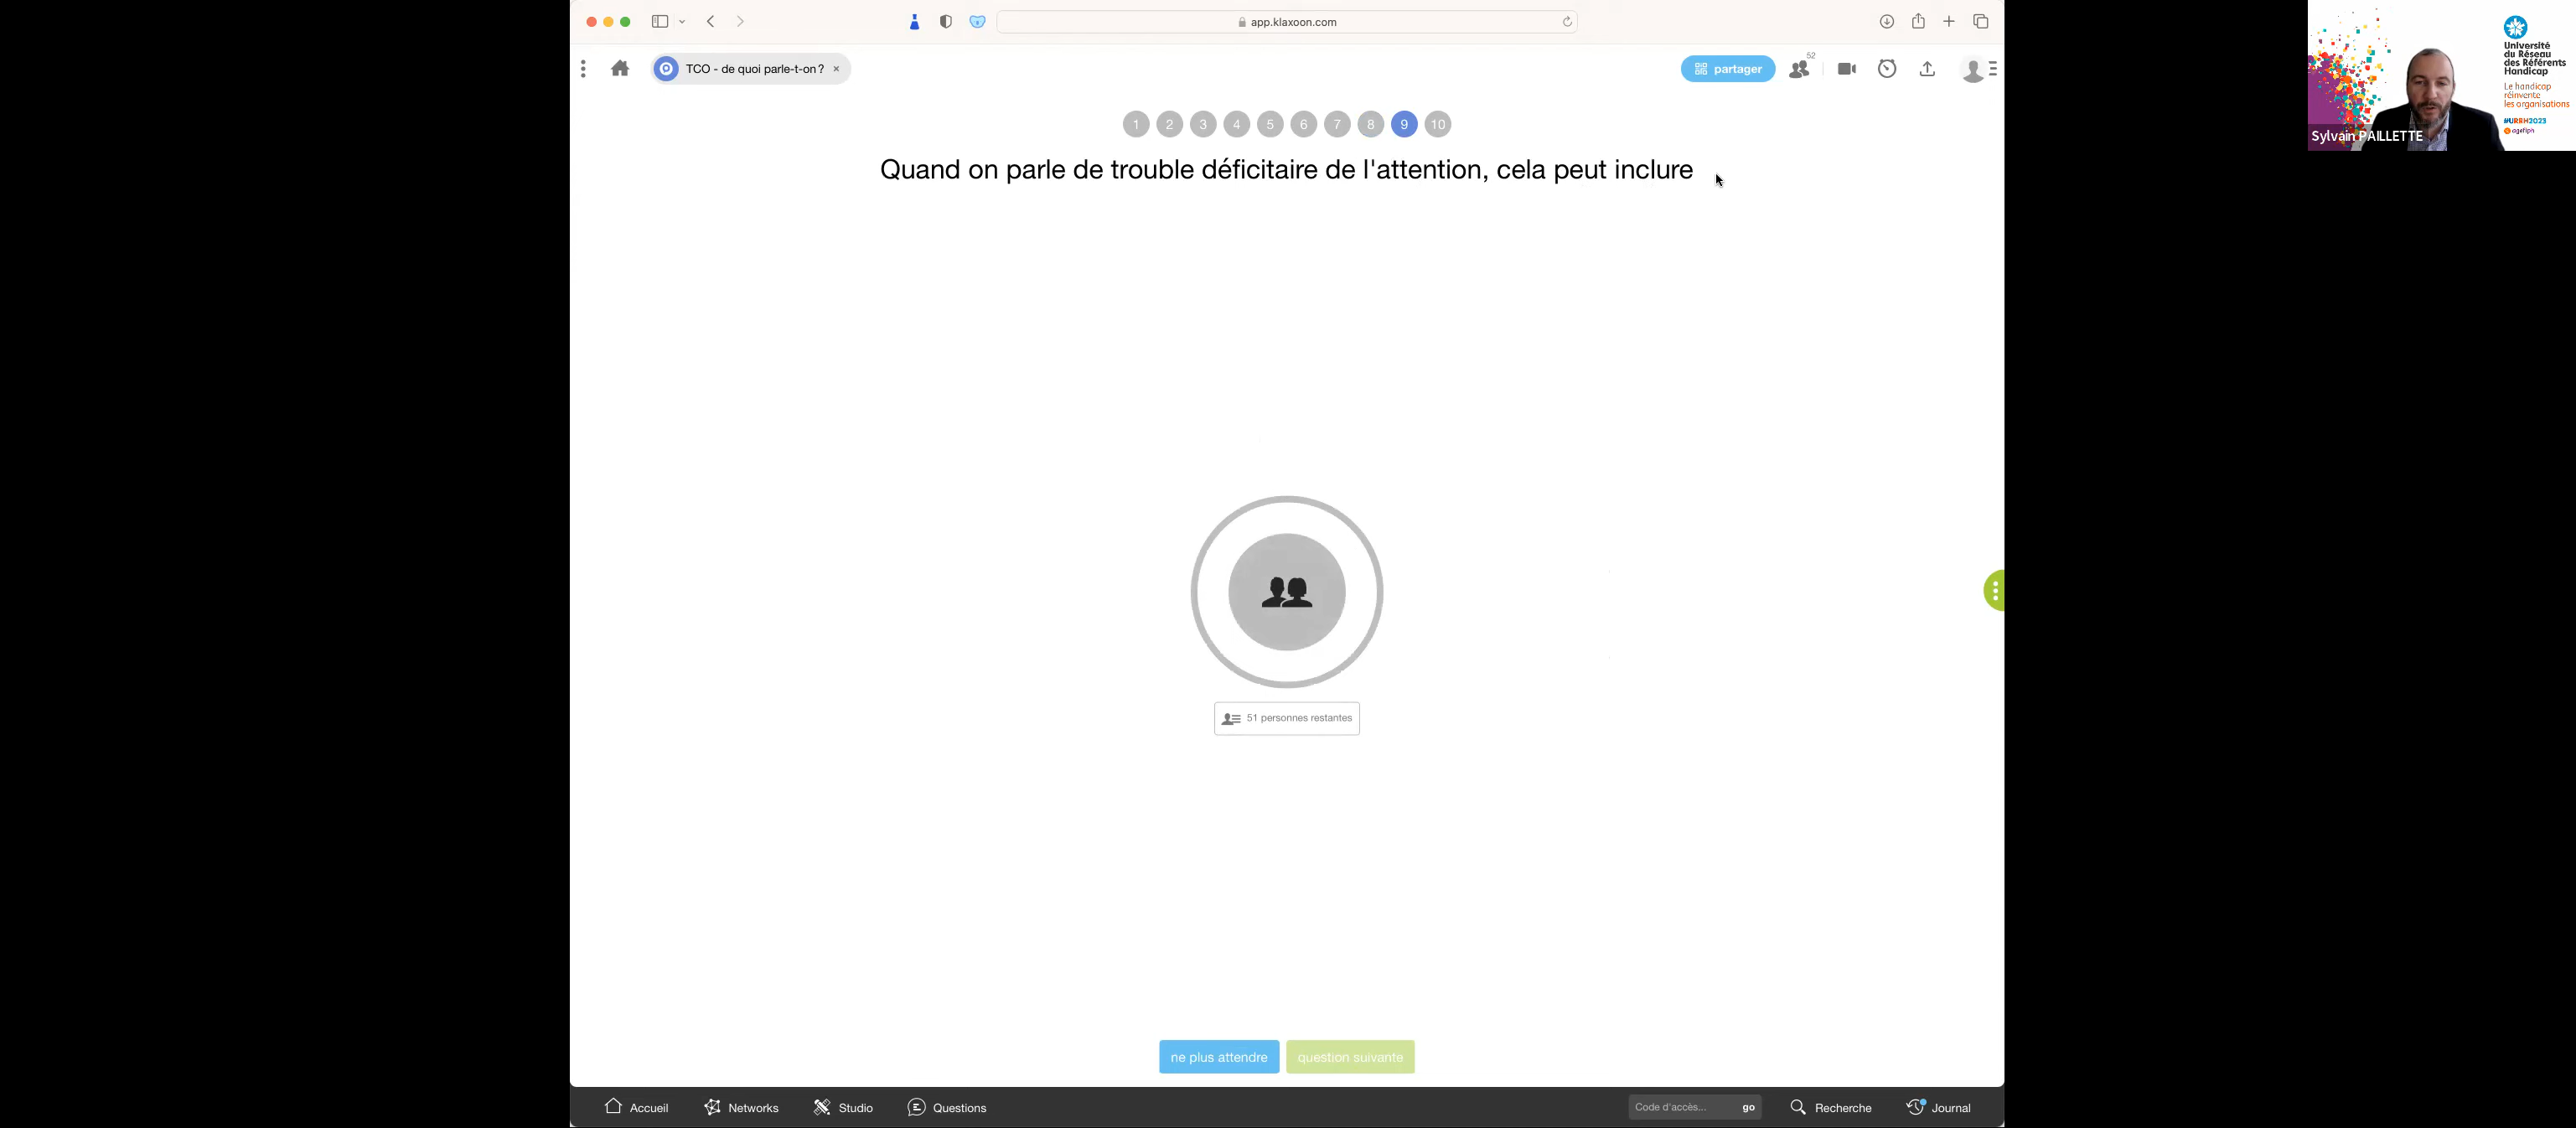 app.klaxoon.com
TCO - de quoi parle-t-on ? ×
partager
52
1 2 3 4 5 6 7 8 9 10
Quand on parle de trouble déficitaire de l'attention, cela peut inclure
51 personnes restantes
ne plus attendre
question suivante
Accueil
Networks
Studio
Questions
Code d'accès...
go
Recherche
Journal
Université
du Réseau
des Référents
Handicap
Le handicap
réinvente
les organisations
#URRH2023
agefiph
Sylvain PAILLETTE